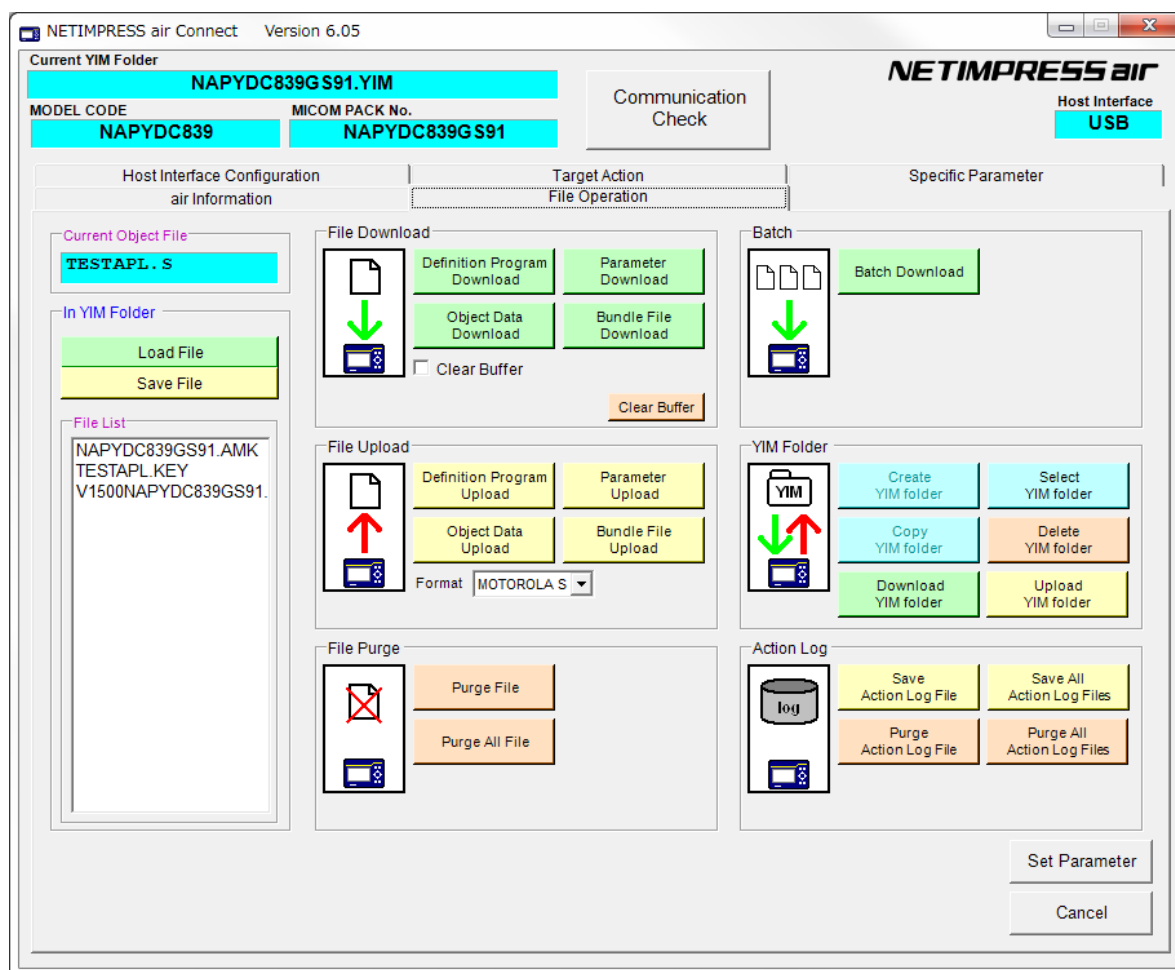 NETIMPRESS air Connect Version 6.05
Current YIM Folder
NAPYDC839GS91.YIM
MODEL CODE
MICOM PACK No.
NAPYDC839
NAPYDC839GS91
Communication
Check
NETIMPRESS air
Host Interface
USB
Host Interface Configuration
Target Action
Specific Parameter
air Information
File Operation
Current Object File
TESTAPL.S
In YIM Folder
Load File
Save File
File List
NAPYDC839GS91.AMK
TESTAPL.KEY
V1500NAPYDC839GS91.
File Download
Definition Program
Download
Parameter
Download
Object Data
Download
Bundle File
Download
Clear Buffer
Clear Buffer
File Upload
Definition Program
Upload
Parameter
Upload
Object Data
Upload
Bundle File
Upload
Format
MOTOROLA S
File Purge
Purge File
Purge All File
Batch
Batch Download
YIM Folder
YIM
Create
YIM folder
Select
YIM folder
Copy
YIM folder
Delete
YIM folder
Download
YIM folder
Upload
YIM folder
Action Log
log
Save
Action Log File
Save All
Action Log Files
Purge
Action Log File
Purge All
Action Log Files
Set Parameter
Cancel